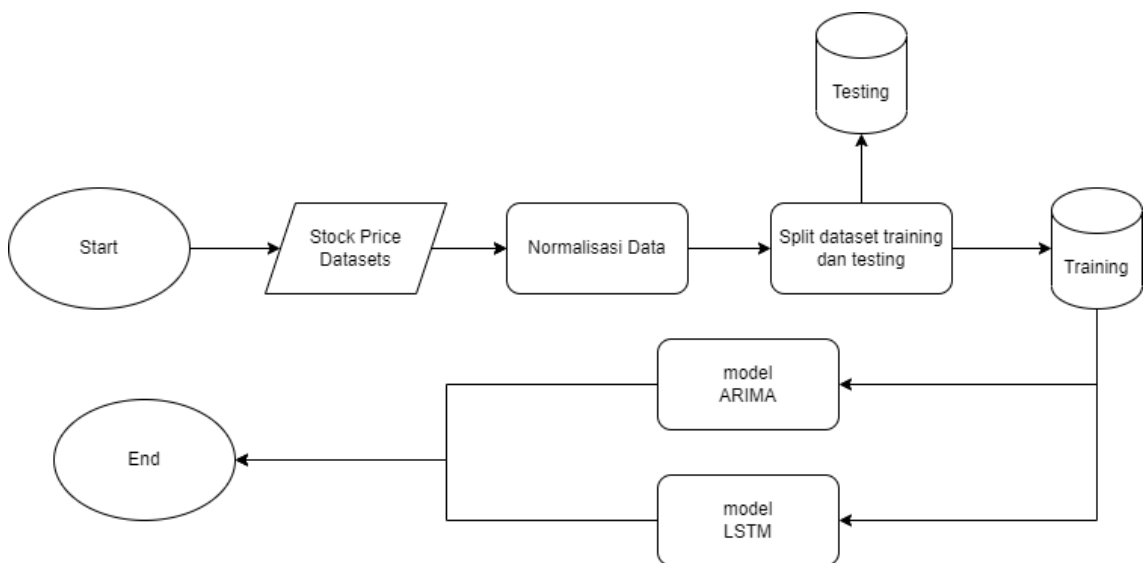 Testing
Start
Stock Price
Datasets
Normalisasi Data
Split dataset training
dan testing
Training
model
ARIMA
End
model
LSTM